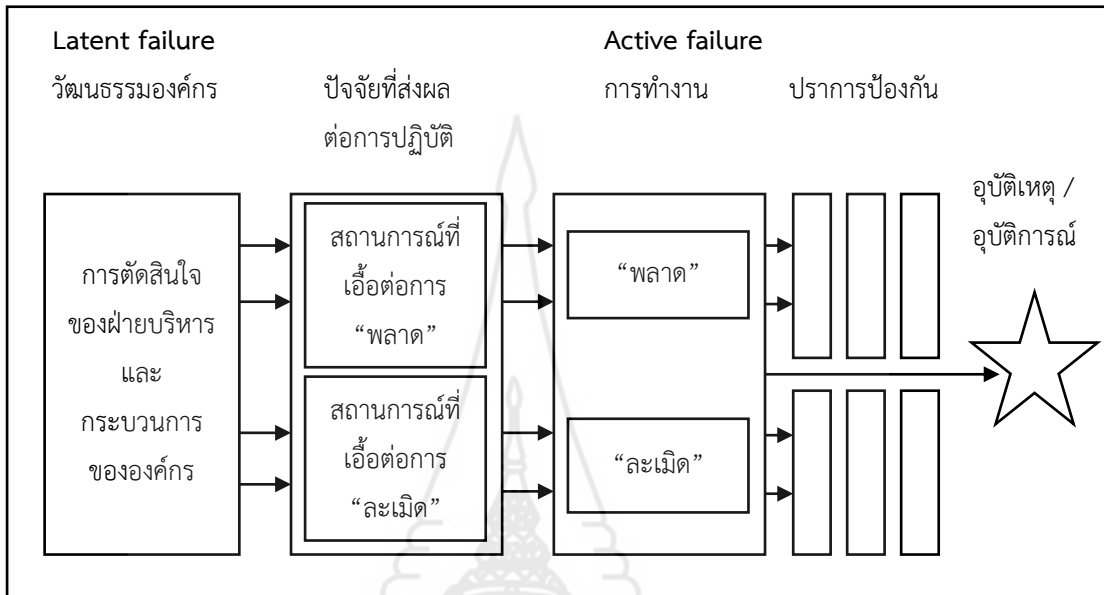 Latent failure
Active failure
วัฒนธรรมองค์กร
ปัจจัยที่ส่งผล
ต่อการปฏิบัติ
การทำงาน
ปราการป้องกัน
การตัดสินใจ
ของฝ่ายบริหาร
และ
กระบวนการ
ขององค์กร
สถานการณ์ที่
เอื้อต่อการ
“พลาด”
สถานการณ์ที่
เอื้อต่อการ
“ละเมิด”
“พลาด”
“ละเมิด”
อุบัติเหตุ /
อุบัติการณ์